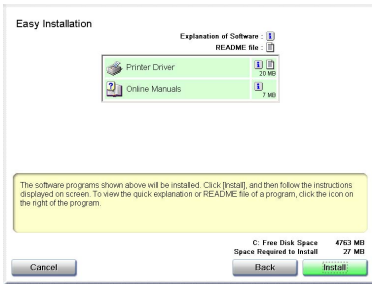 Easy Installation
Explanation of Software :
README file :
Printer Driver
20 MB
Online Manuals
7 MB
The software programs shown above will be installed. Click [Install], and then follow the instructions
displayed on screen. To view the quick explanation or README file of a program, click the icon on
the right of the program.
C: Free Disk Space 4763 MB
Space Required to Install 27 MB
Cancel Back Install